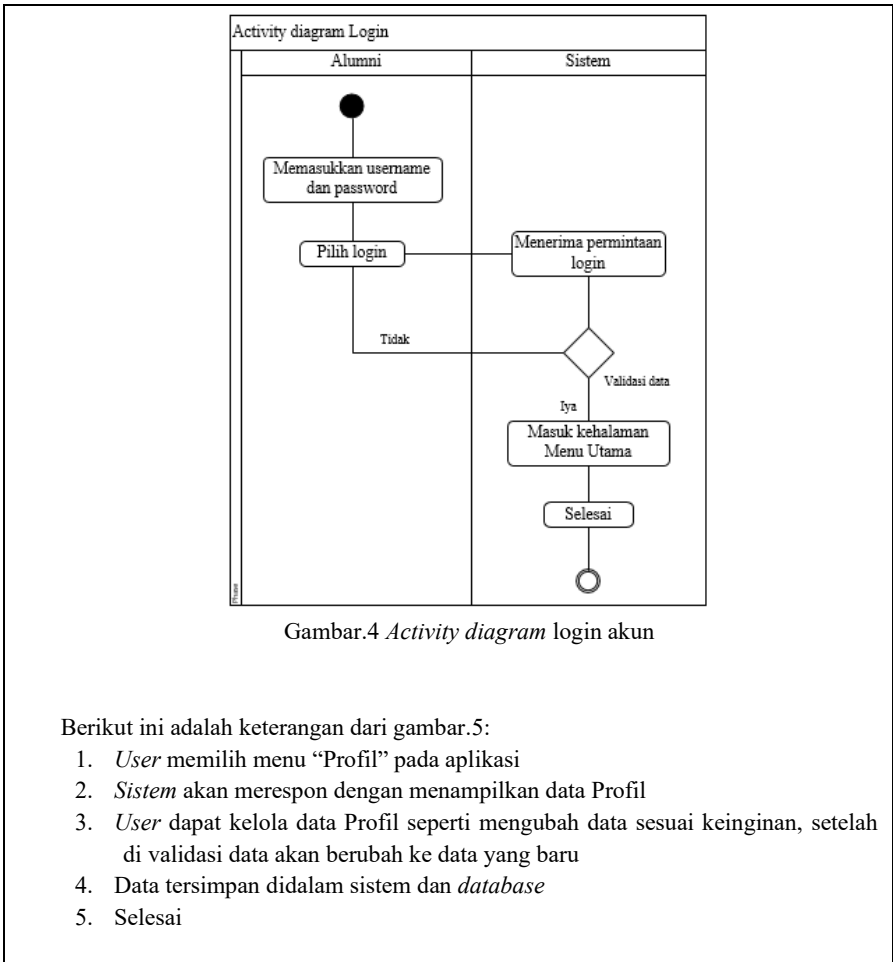 Activity diagram Login
Alumni
Sistem
Memasukkan username
dan password
Pilih login
Menerima permintaan
login
Tidak
Validasi data
Iya
Masuk kehalaman
Menu Utama
Selesai
Phase
Gambar.4 Activity diagram login akun
Berikut ini adalah keterangan dari gambar.5:
1. User memilih menu “Profil” pada aplikasi
2. Sistem akan merespon dengan menampilkan data Profil
3. User dapat kelola data Profil seperti mengubah data sesuai keinginan, setelah
di validasi data akan berubah ke data yang baru
4. Data tersimpan didalam sistem dan database
5. Selesai